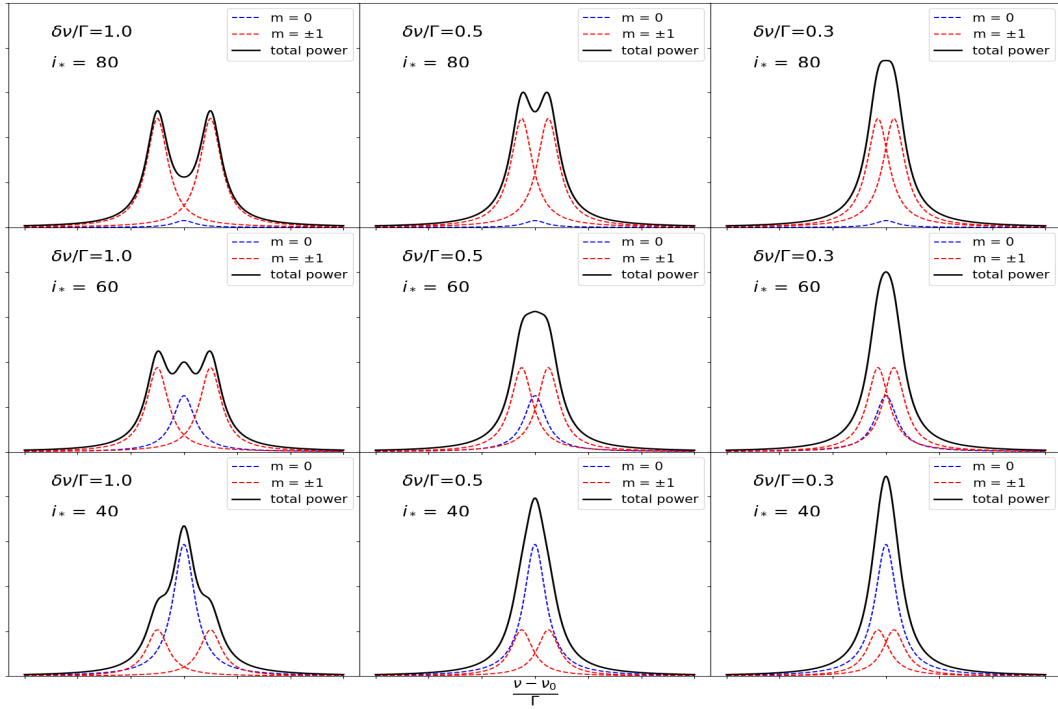 δν/Γ=1.0
i* = 80
m = 0
m = ±1
total power
δν/Γ=0.5
i* = 80
m = 0
m = ±1
total power
δν/Γ=0.3
i* = 80
m = 0
m = ±1
total power
δν/Γ=1.0
i* = 60
m = 0
m = ±1
total power
δν/Γ=0.5
i* = 60
m = 0
m = ±1
total power
δν/Γ=0.3
i* = 60
m = 0
m = ±1
total power
δν/Γ=1.0
i* = 40
m = 0
m = ±1
total power
δν/Γ=0.5
i* = 40
m = 0
m = ±1
total power
δν/Γ=0.3
i* = 40
m = 0
m = ±1
total power
ν − ν₀
Γ